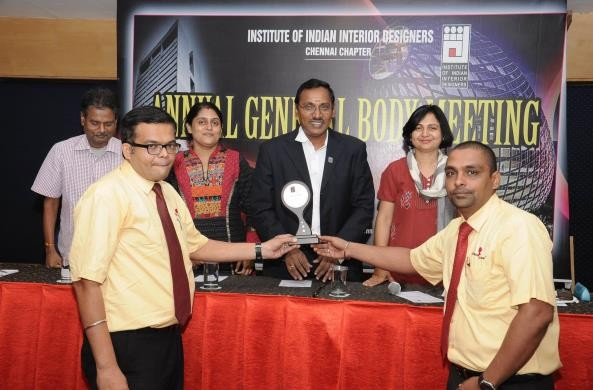 INSTITUTE OF INDIAN INTERIOR DESIGNERS
CHENNAI CHAPTER
INSTITUTE
OF INDIAN
INTERIOR
DESIGNERS
ANNUAL GENERAL BODY MEETING